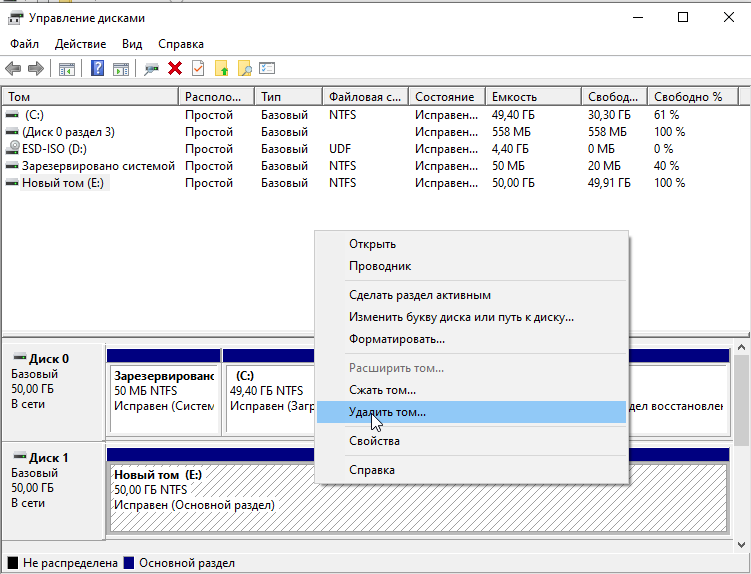 Управление дисками
Файл Действие Вид Справка
Том Располо... Тип Файловая с... Состояние Емкость Свобод... Свободно %
(C:) Простой Базовый NTFS Исправен... 49,40 ГБ 30,30 ГБ 61 %
(Диск 0 раздел 3) Простой Базовый Исправен... 558 МБ 558 МБ 100 %
ESD-ISO (D:) Простой Базовый UDF Исправен... 4,40 ГБ 0 МБ 0 %
Зарезервировано системой Простой Базовый NTFS Исправен... 50 МБ 20 МБ 40 %
Новый том (E:) Простой Базовый NTFS Исправен... 50,00 ГБ 49,91 ГБ 100 %
Открыть
Проводник
Сделать раздел активным
Изменить букву диска или путь к диску...
Форматировать...
Расширить том...
Сжать том...
Удалить том...
Свойства
Справка
Диск 0
Базовый
50,00 ГБ
В сети
Зарезервировано
50 МБ NTFS
Исправен (Систем
(C:)
49,40 ГБ NTFS
Исправен (Загр
дел восстановлен
Диск 1
Базовый
50,00 ГБ
В сети
Новый том (E:)
50,00 ГБ NTFS
Исправен (Основной раздел)
Не распределена Основной раздел